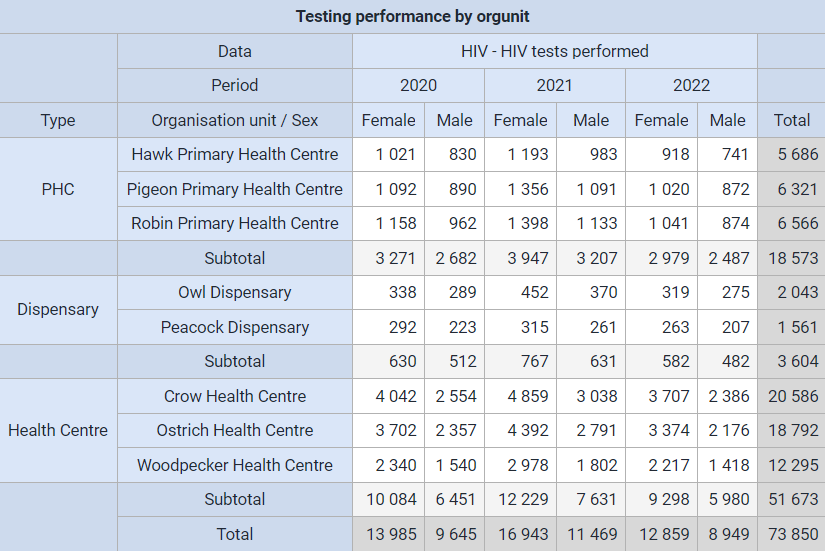 Testing performance by orgunit
Data HIV - HIV tests performed
Period 2020 2021 2022
Type Organisation unit / Sex Female Male Female Male Female Male Total
Hawk Primary Health Centre 1 021 830 1 193 983 918 741 5 686
PHC Pigeon Primary Health Centre 1 092 890 1 356 1 091 1 020 872 6 321
Robin Primary Health Centre 1 158 962 1 398 1 133 1 041 874 6 566
Subtotal 3 271 2 682 3 947 3 207 2 979 2 487 18 573
Owl Dispensary 338 289 452 370 319 275 2 043
Dispensary
Peacock Dispensary 292 223 315 261 263 207 1 561
Subtotal 630 512 767 631 582 482 3 604
Crow Health Centre 4 042 2 554 4 859 3 038 3 707 2 386 20 586
Health Centre Ostrich Health Centre 3 702 2 357 4 392 2 791 3 374 2 176 18 792
Woodpecker Health Centre 2 340 1 540 2 978 1 802 2 217 1 418 12 295
Subtotal 10 084 6 451 12 229 7 631 9 298 5 980 51 673
Total 13 985 9 645 16 943 11 469 12 859 8 949 73 850